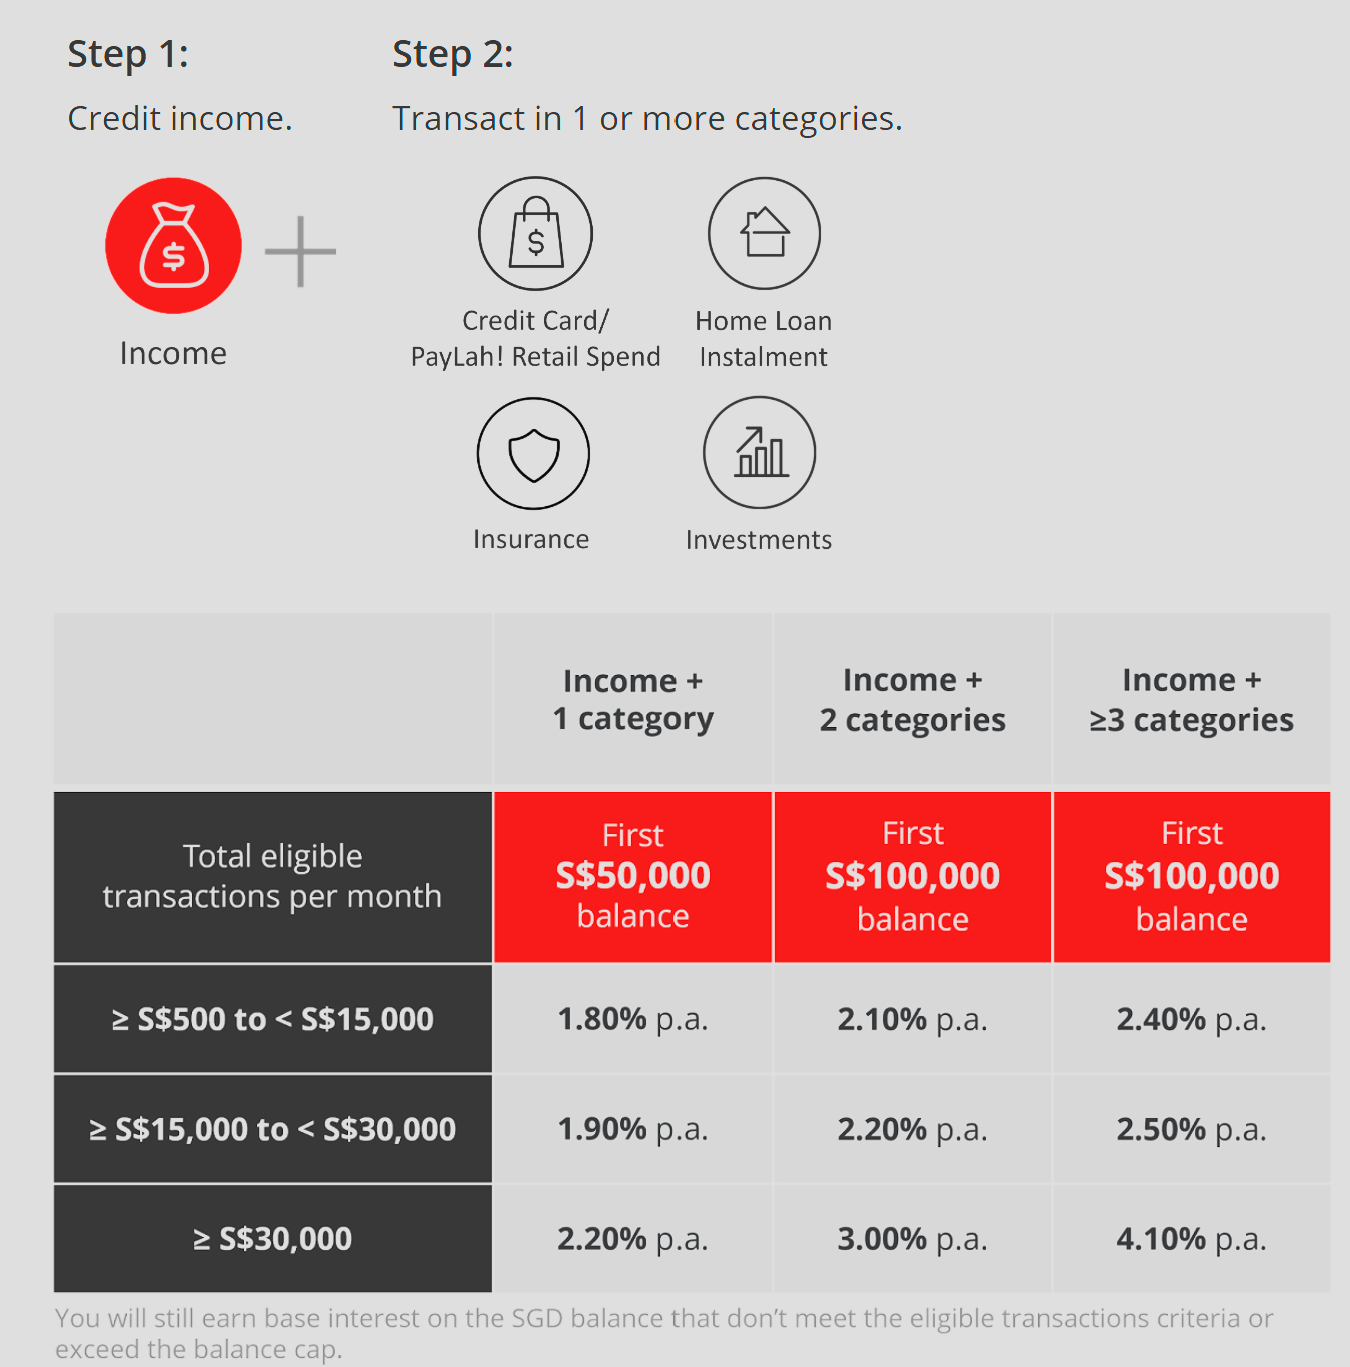 Step 1:
Credit income.
Step 2:
Transact in 1 or more categories.
$
Income
$
Credit Card/
PayLah! Retail Spend
Home Loan
Instalment
Insurance
Investments
Income +
1 category
Income +
2 categories
Income +
≥3 categories
Total eligible
transactions per month
First
S$50,000
balance
First
S$100,000
balance
First
S$100,000
balance
≥ S$500 to < S$15,000
1.80% p.a.
2.10% p.a.
2.40% p.a.
≥ S$15,000 to < S$30,000
1.90% p.a.
2.20% p.a.
2.50% p.a.
≥ S$30,000
2.20% p.a.
3.00% p.a.
4.10% p.a.
You will still earn base interest on the SGD balance that don't meet the eligible transactions criteria or
exceed the balance cap.